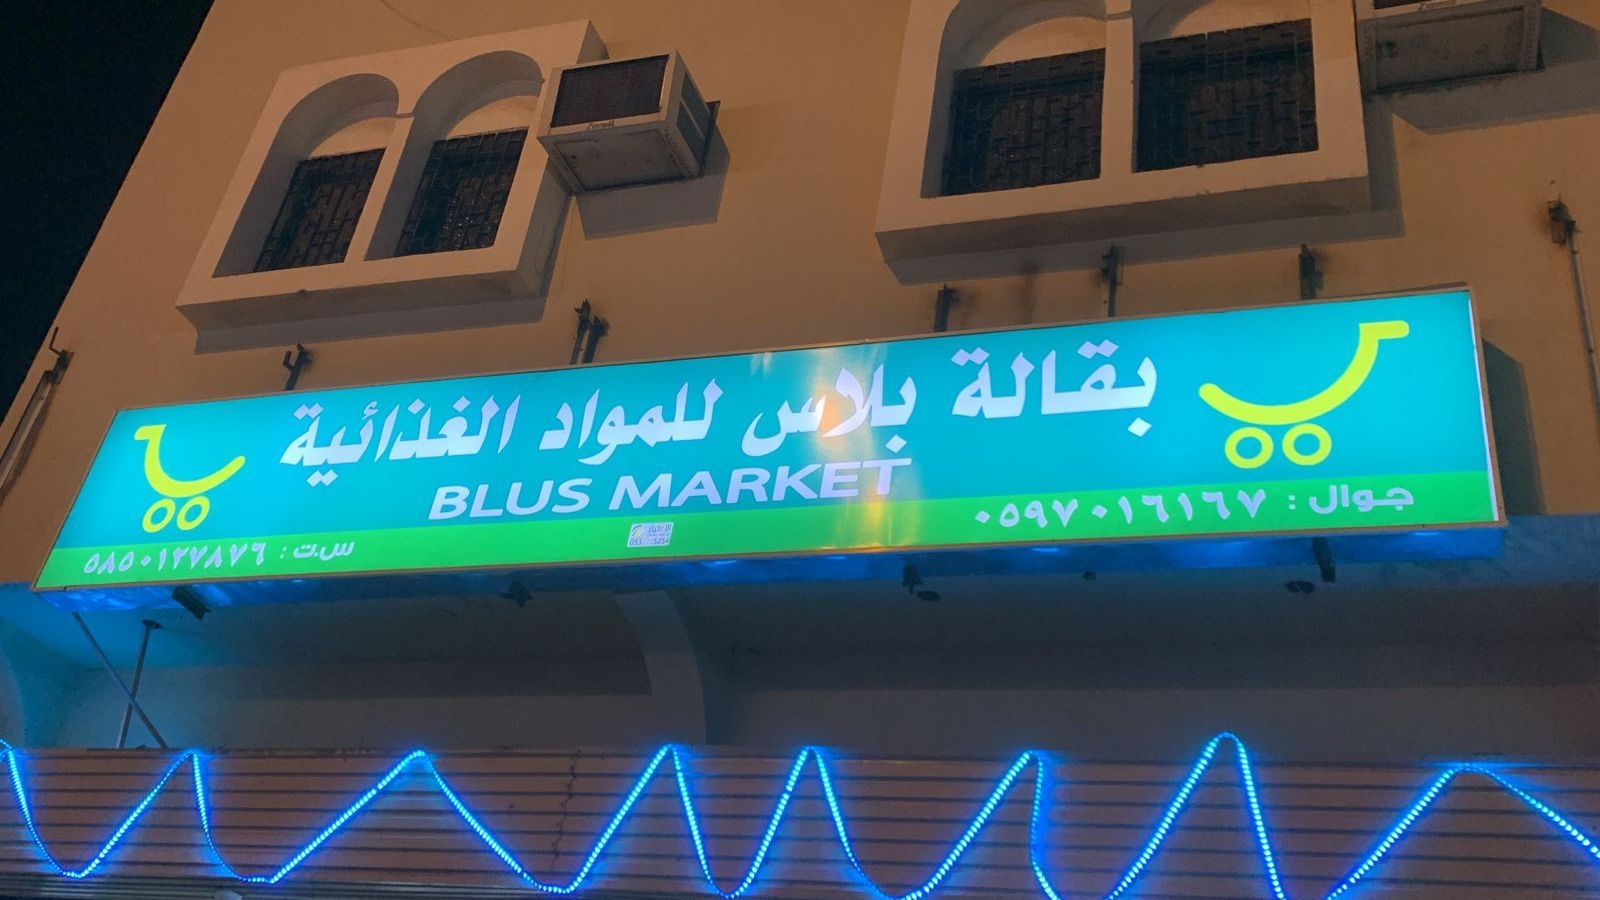 بقالة بلاس للمواد الغذائية
BLUS MARKET
جوال : ٠٥٩٧٠١٦١٦٧
س.ت : ٥٨٥٠١٢٧٨٧٦